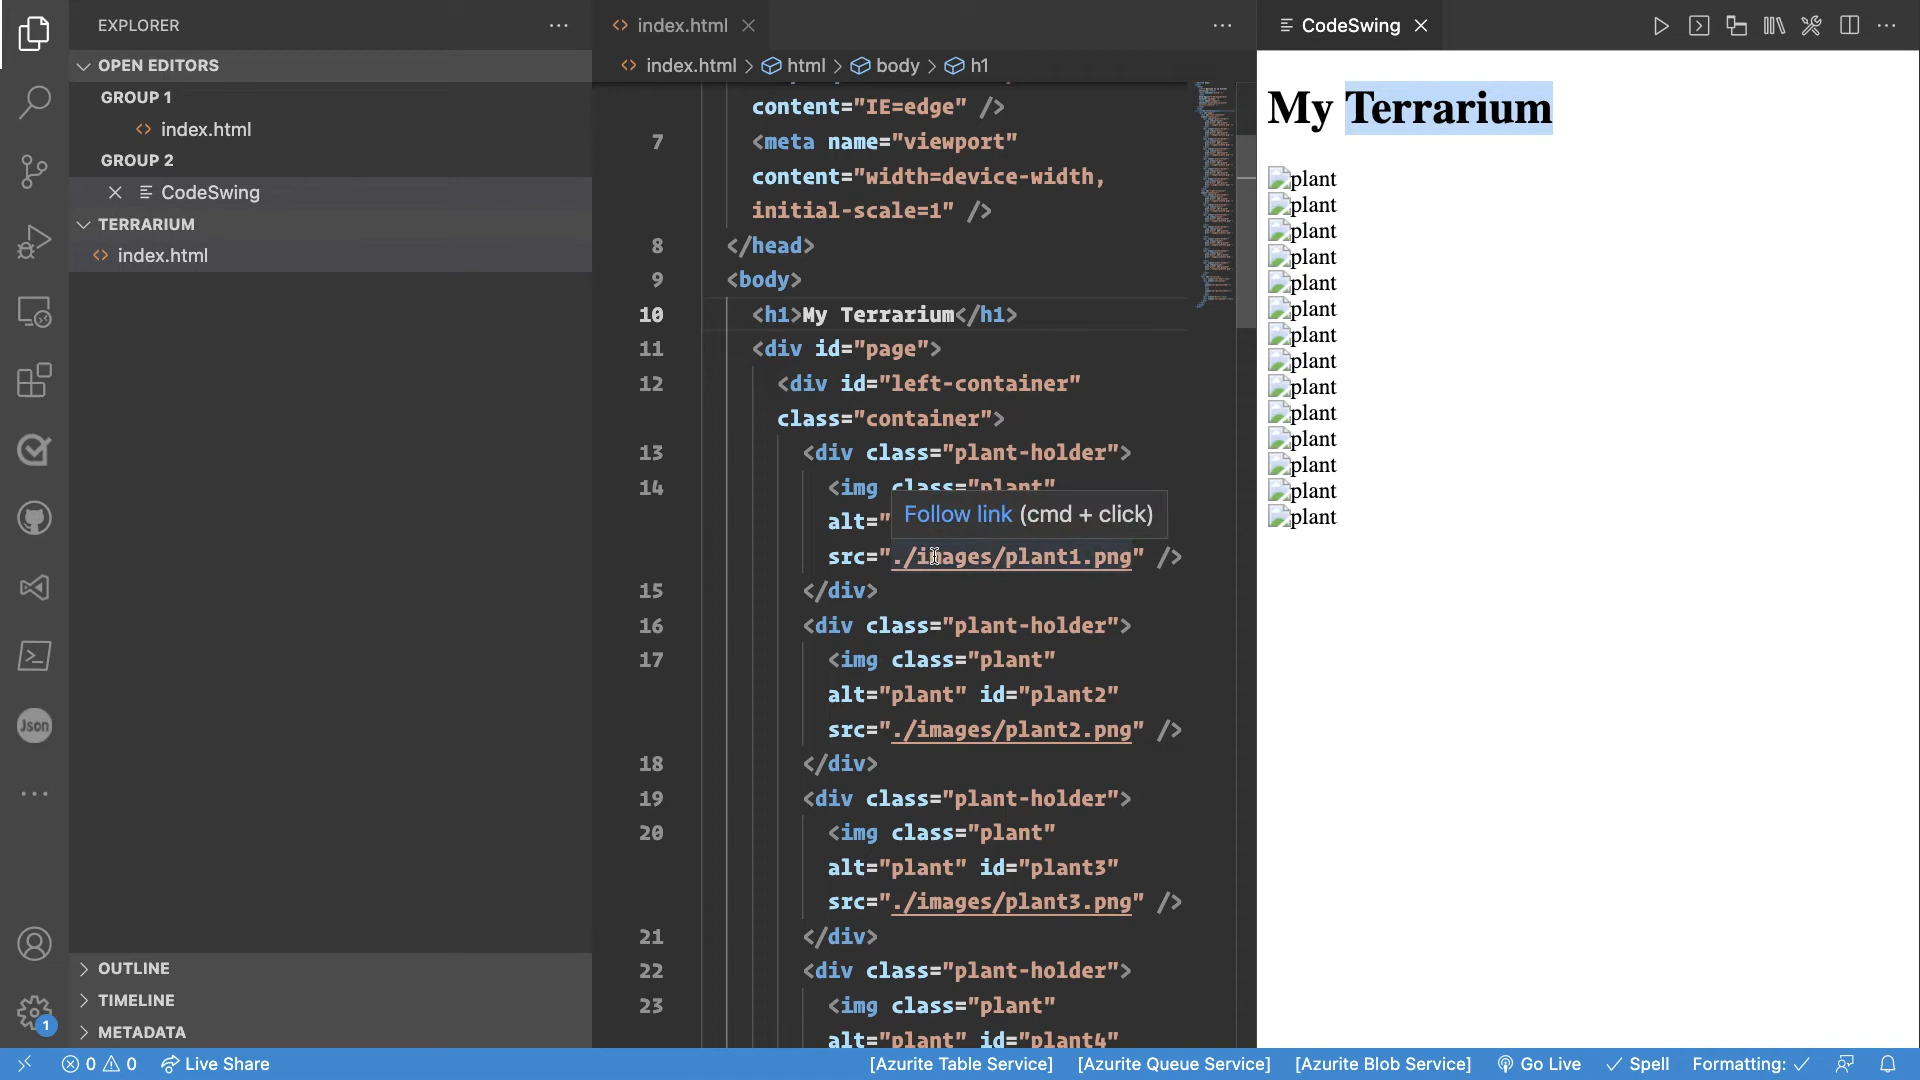 EXPLORER
OPEN EDITORS
GROUP 1
<> index.html
GROUP 2
CodeSwing
TERRARIUM
<> index.html
OUTLINE
TIMELINE
METADATA
Json
1
<> index.html
<> index.html > html > body > h1
content="IE=edge" />
7 <meta name="viewport"
content="width=device-width,
initial-scale=1" />
8 </head>
9 <body>
10 <h1>My Terrarium</h1>
11 <div id="page">
12 <div id="left-container"
class="container">
13 <div class="plant-holder">
14 <img class="plant"
alt="
Follow link (cmd + click)
src="./images/plant1.png" />
15 </div>
16 <div class="plant-holder">
17 <img class="plant"
alt="plant" id="plant2"
src="./images/plant2.png" />
18 </div>
19 <div class="plant-holder">
20 <img class="plant"
alt="plant" id="plant3"
src="./images/plant3.png" />
21 </div>
22 <div class="plant-holder">
23 <img class="plant"
alt="plant" id="plant4"
CodeSwing
My Terrarium
plant
plant
plant
plant
plant
plant
plant
plant
plant
plant
plant
plant
plant
plant
0 0 Live Share [Azurite Table Service] [Azurite Queue Service] [Azurite Blob Service] Go Live Spell Formatting: